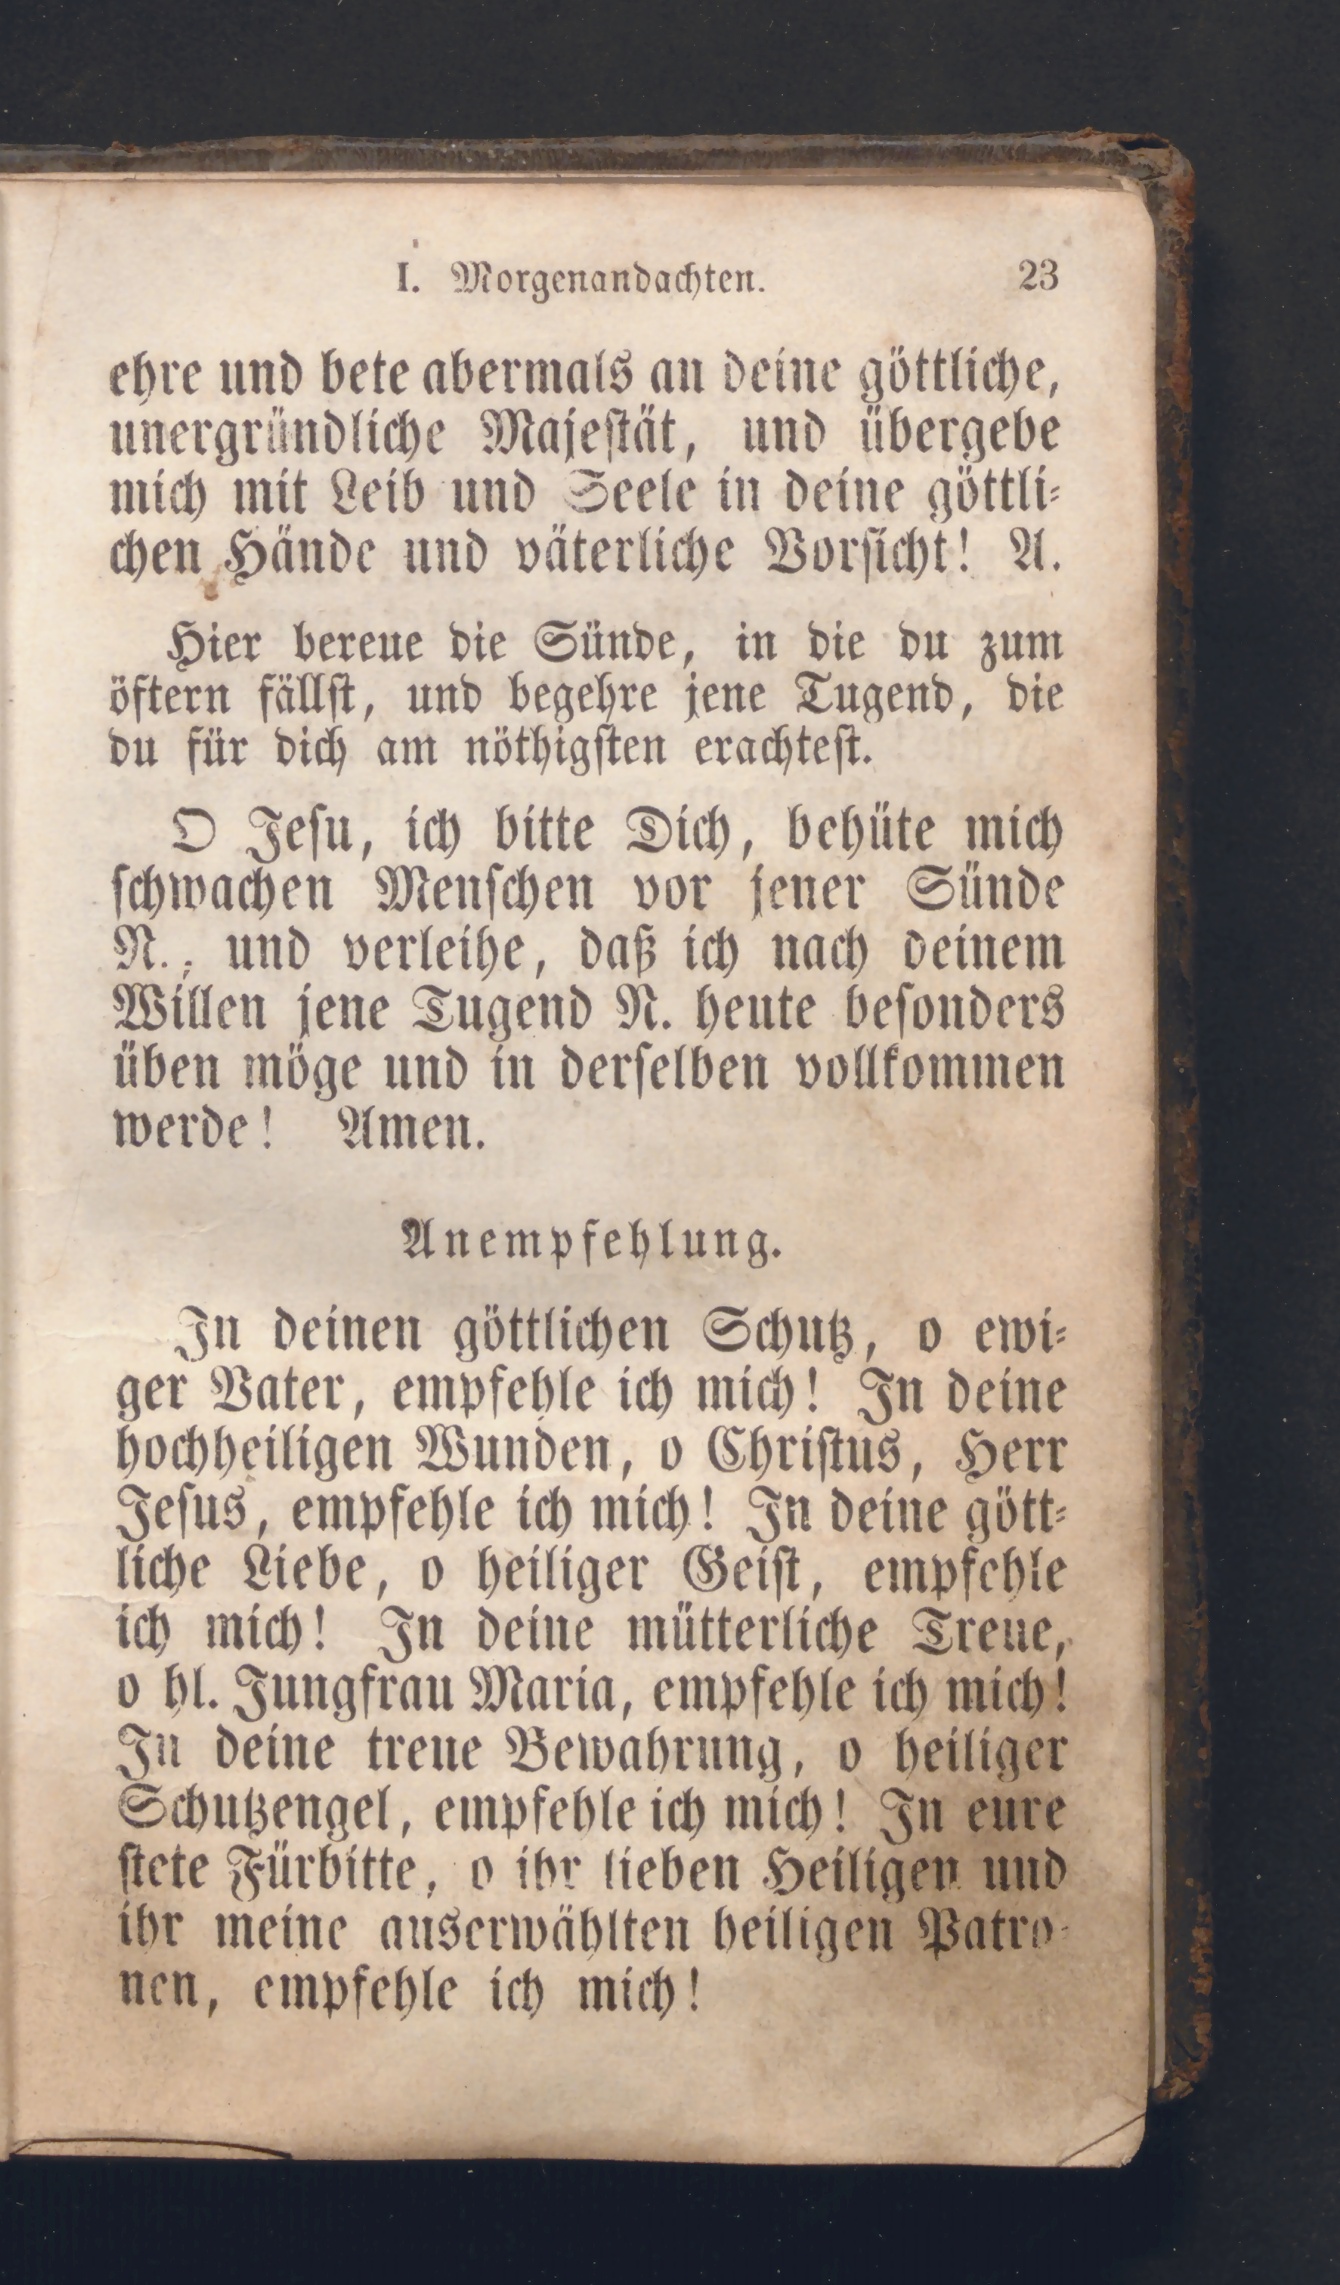 I. Morgenandachten. 23
ehre und bete abermals an deine göttliche,
unergründliche Majeſtät, und übergebe
mich mit Leib und Seele in deine göttli⸗
chen Hände und väterliche Vorſicht! A.
Hier bereue die Sünde, in die du zum
öftern fällſt, und begehre jene Tugend, die
du für dich am nöthigſten erachteſt.
O Jeſu, ich bitte Dich, behüte mich
ſchwachen Menſchen vor jener Sünde
N., und verleihe, daß ich nach deinem
Willen jene Tugend N. heute beſonders
üben möge und in derſelben vollkommen
werde! Amen.
Anempfehlung.
In deinen göttlichen Schutz, o ewi⸗
ger Vater, empfehle ich mich! In deine
hochheiligen Wunden, o Chriſtus, Herr
Jeſus, empfehle ich mich! In deine gött⸗
liche Liebe, o heiliger Geiſt, empfehle
ich mich! In deine mütterliche Treue,
o hl. Jungfrau Maria, empfehle ich mich!
In deine treue Bewahrung, o heiliger
Schutzengel, empfehle ich mich! In eure
ſtete Fürbitte, o ihr lieben Heiligen und
ihr meine auserwählten heiligen Patro⸗
nen, empfehle ich mich!